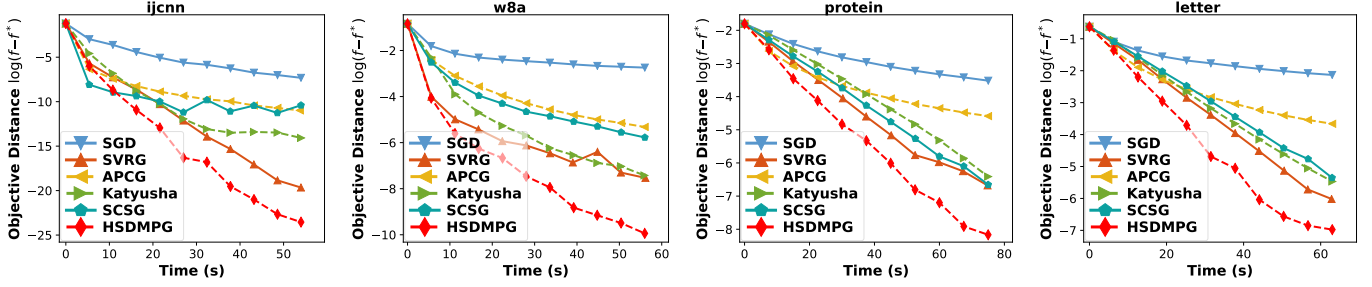 ijcnn
Objective Distance log(f−f*)
−5
−10
−15
−20
−25
SGD
SVRG
APCG
Katyusha
SCSG
HSDMPG
0 10 20 30 40 50
Time (s)
w8a
Objective Distance log(f−f*)
−2
−4
−6
−8
−10
SGD
SVRG
APCG
Katyusha
SCSG
HSDMPG
0 10 20 30 40 50 60
Time (s)
protein
Objective Distance log(f−f*)
−2
−3
−4
−5
−6
−7
−8
SGD
SVRG
APCG
Katyusha
SCSG
HSDMPG
0 20 40 60 80
Time (s)
letter
Objective Distance log(f−f*)
−1
−2
−3
−4
−5
−6
−7
SGD
SVRG
APCG
Katyusha
SCSG
HSDMPG
0 20 40 60
Time (s)